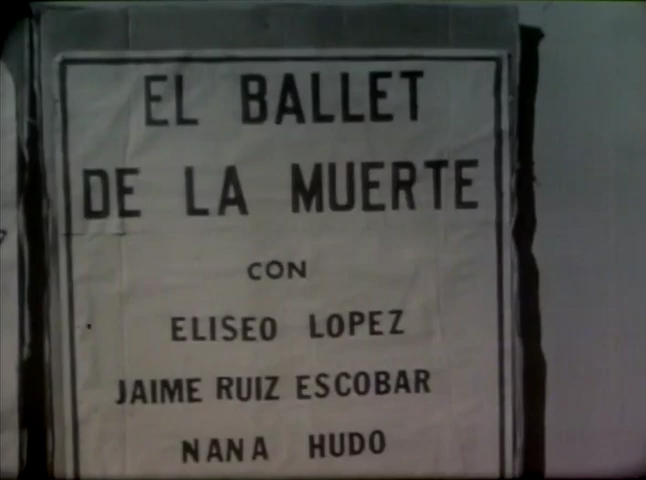 EL BALLET
DE LA MUERTE
CON
ELISEO LOPEZ
JAIME RUIZ ESCOBAR
NANA HUDO